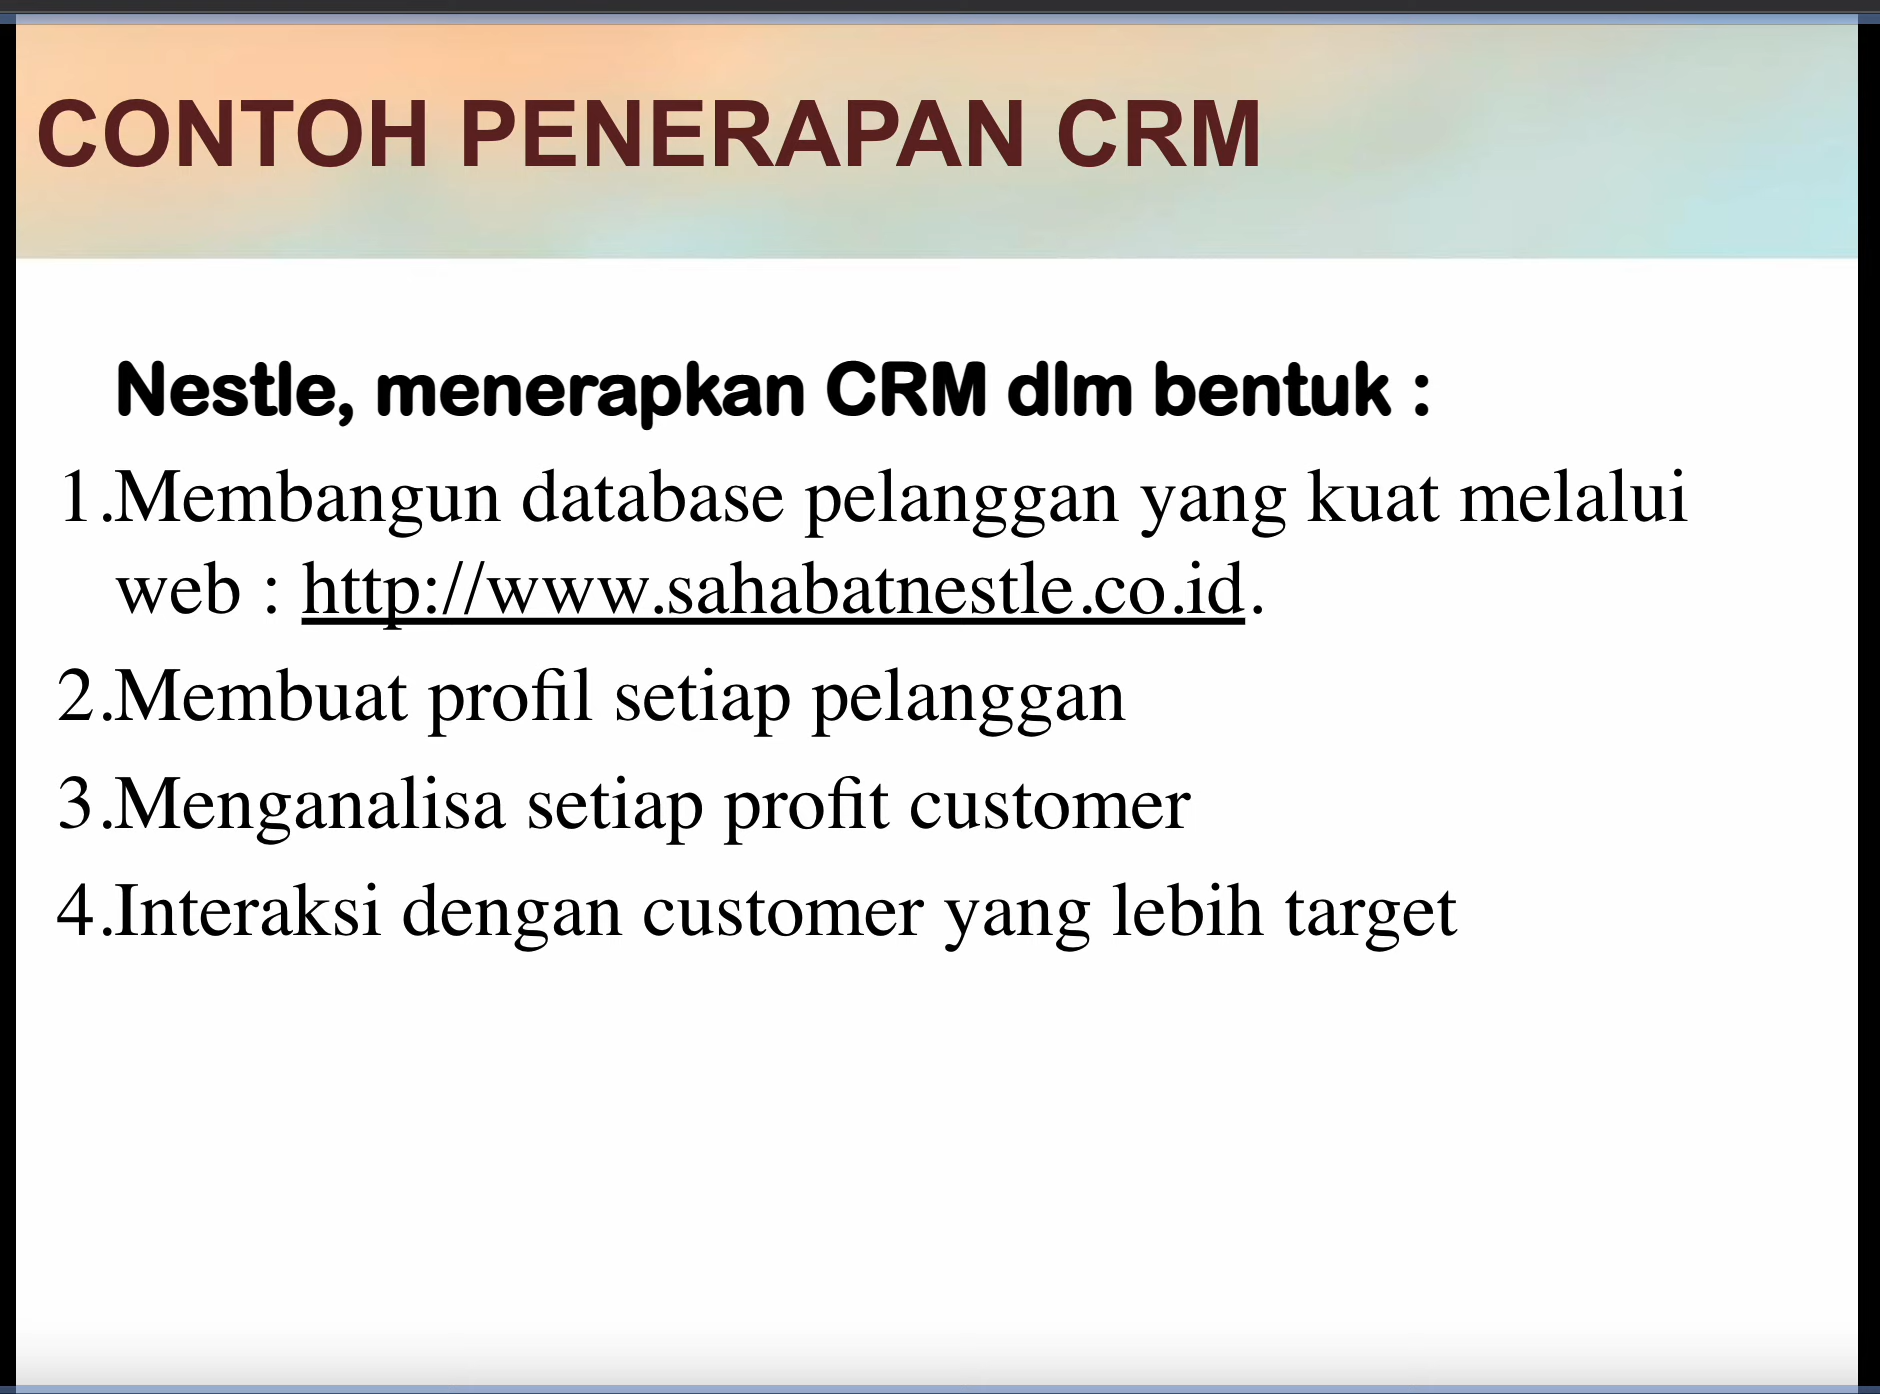 CONTOH PENERAPAN CRM
Nestle, menerapkan CRM dlm bentuk :
1.Membangun database pelanggan yang kuat melalui
web : http://www.sahabatnestle.co.id.
2.Membuat profil setiap pelanggan
3.Menganalisa setiap profit customer
4.Interaksi dengan customer yang lebih target